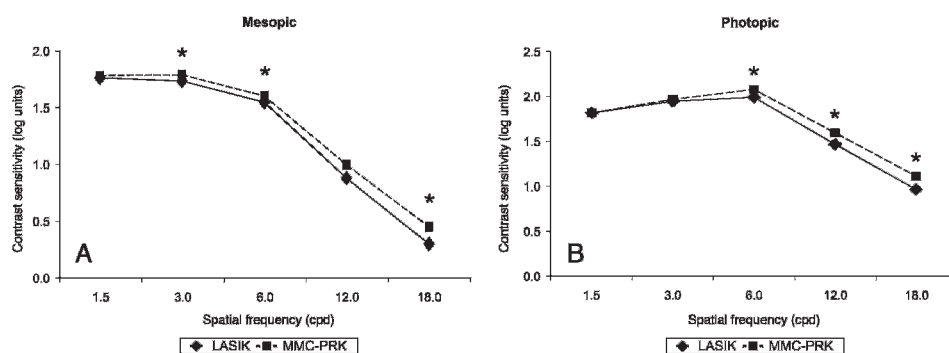 Mesopic
2.0
1.5
1.0
0.5
0.0
Contrast sensitivity (log units)
*
*
*
A
1.5 3.0 6.0 12.0 18.0
Spatial frequency (cpd)
LASIK MMC-PRK
Photopic
2.5
2.0
1.5
1.0
0.5
0.0
Contrast sensitivity (log units)
*
*
*
B
1.5 3.0 6.0 12.0 18.0
Spatial frequency (cpd)
LASIK MMC-PRK